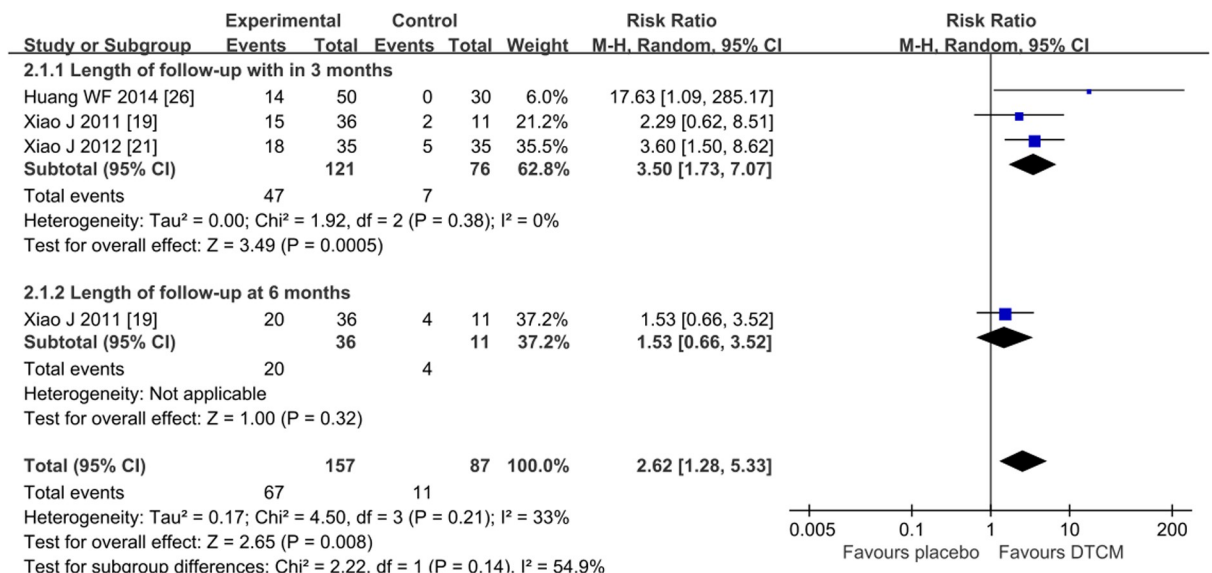 Experimental Control Risk Ratio Risk Ratio
Study or Subgroup Events Total Events Total Weight M-H, Random, 95% CI M-H, Random, 95% CI
2.1.1 Length of follow-up with in 3 months
Huang WF 2014 [26] 14 50 0 30 6.0% 17.63 [1.09, 285.17]
Xiao J 2011 [19] 15 36 2 11 21.2% 2.29 [0.62, 8.51]
Xiao J 2012 [21] 18 35 5 35 35.5% 3.60 [1.50, 8.62]
Subtotal (95% CI) 121 76 62.8% 3.50 [1.73, 7.07]
Total events 47 7
Heterogeneity: Tau² = 0.00; Chi² = 1.92, df = 2 (P = 0.38); I² = 0%
Test for overall effect: Z = 3.49 (P = 0.0005)
2.1.2 Length of follow-up at 6 months
Xiao J 2011 [19] 20 36 4 11 37.2% 1.53 [0.66, 3.52]
Subtotal (95% CI) 36 11 37.2% 1.53 [0.66, 3.52]
Total events 20 4
Heterogeneity: Not applicable
Test for overall effect: Z = 1.00 (P = 0.32)
Total (95% CI) 157 87 100.0% 2.62 [1.28, 5.33]
Total events 67 11
Heterogeneity: Tau² = 0.17; Chi² = 4.50, df = 3 (P = 0.21); I² = 33%
Test for overall effect: Z = 2.65 (P = 0.008)
Test for subgroup differences: Chi² = 2.22, df = 1 (P = 0.14), I² = 54.9%
0.005 0.1 1 10 200
Favours placebo Favours DTCM